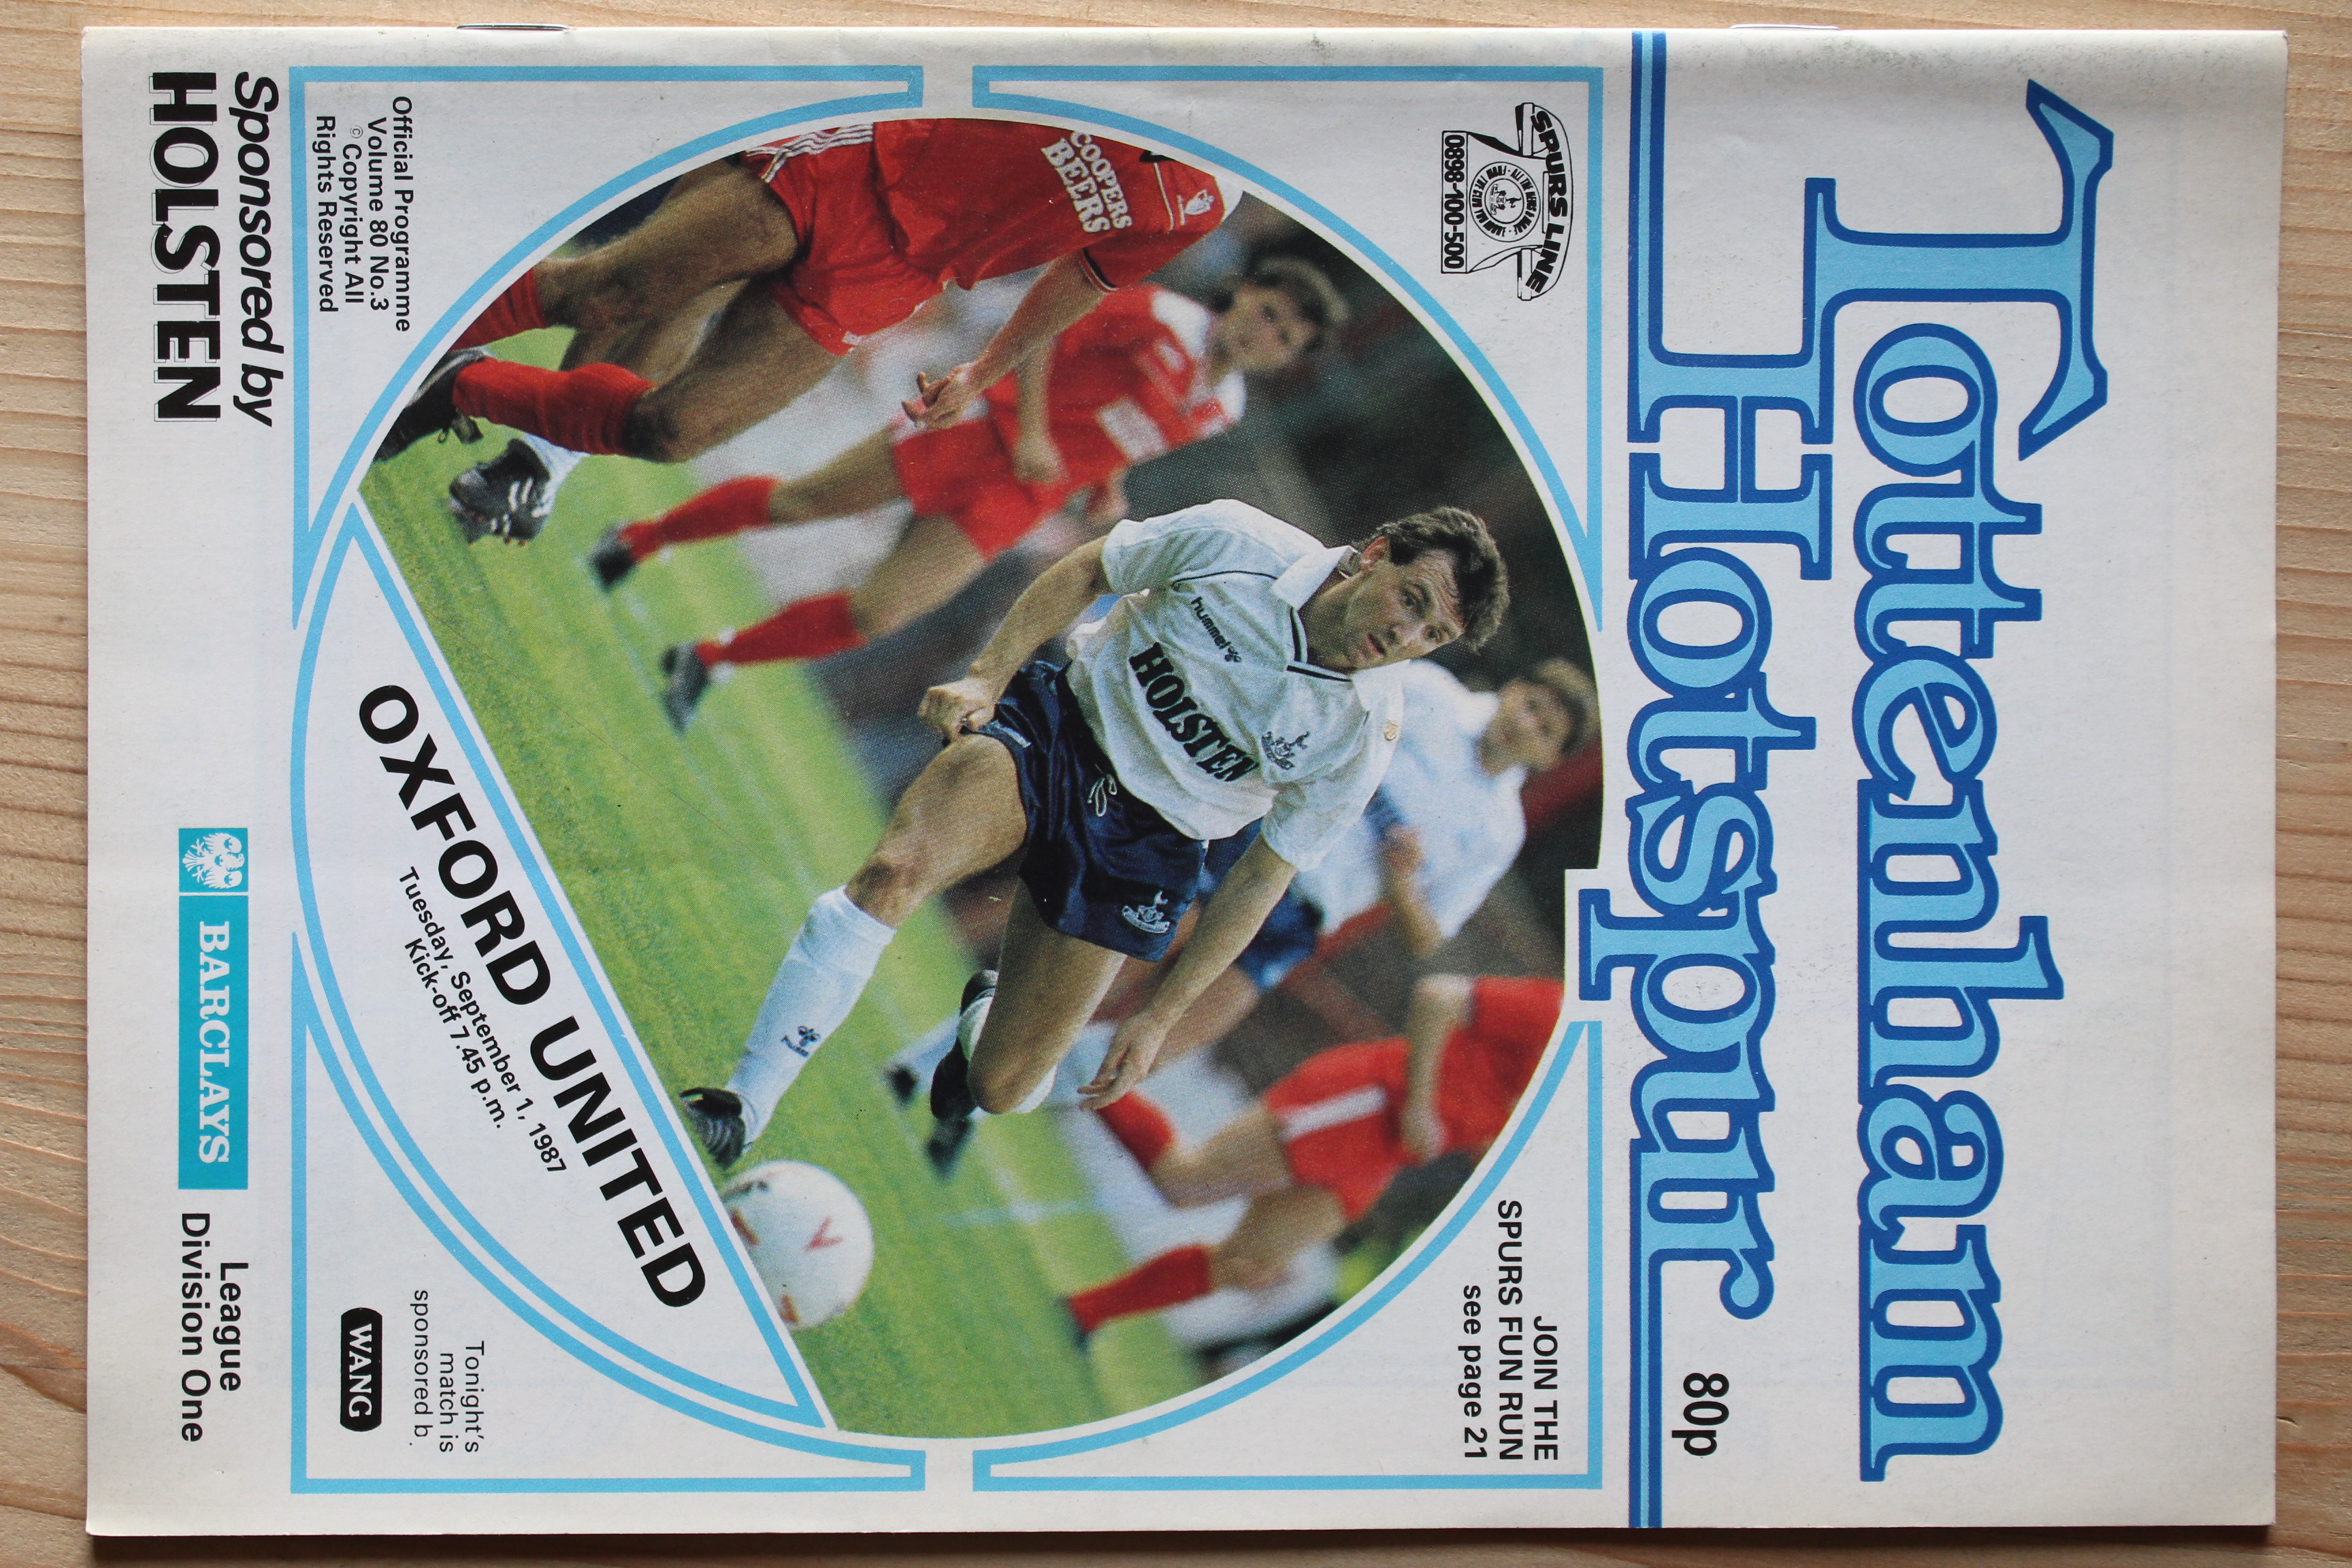 Tottenham
Hotspur
80p
SPURS LINE
0898-100-500
JOIN THE
SPURS FUN RUN
see page 21
COOPERS
BEERS
hummel
HOLSTEN
OXFORD UNITED
Tuesday, September 1, 1987
Kick-off 7.45 p.m.
Official Programme
Volume 80 No.3
© Copyright All
Rights Reserved
Tonight's
match is
sponsored b
WANG
Sponsored by
HOLSTEN
BARCLAYS
League
Division One